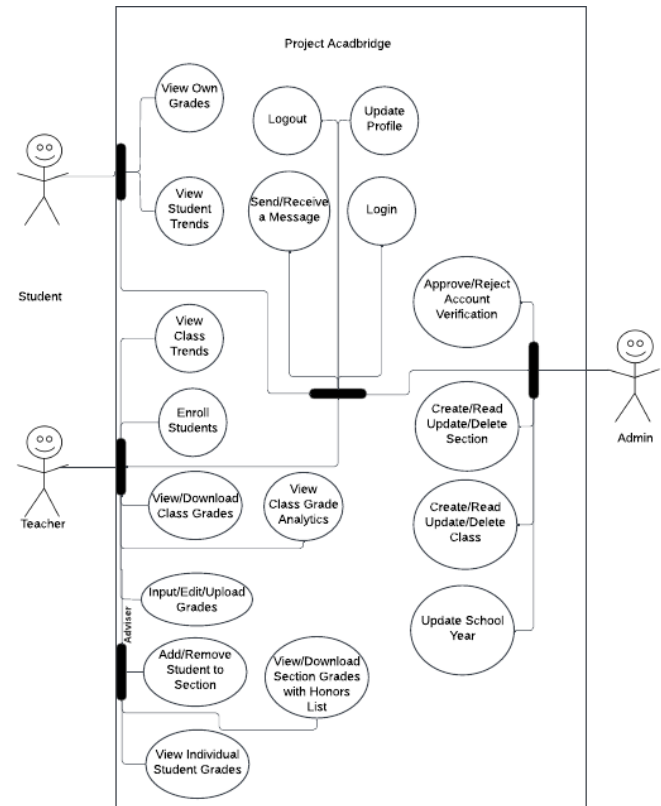 Project Acadbridge
View Own
Grades
Logout
Update
Profile
View
Student
Trends
Send/Receive
a Message
Login
Student
Approve/Reject
Account
Verification
View
Class
Trends
Enroll
Students
Create/Read
Update/Delete
Section
Admin
Teacher
View/Download
Class Grades
View
Class Grade
Analytics
Create/Read
Update/Delete
Class
Input/Edit/Upload
Grades
Adviser
Update School
Year
Add/Remove
Student to
Section
View/Download
Section Grades
with Honors
List
View Individual
Student Grades